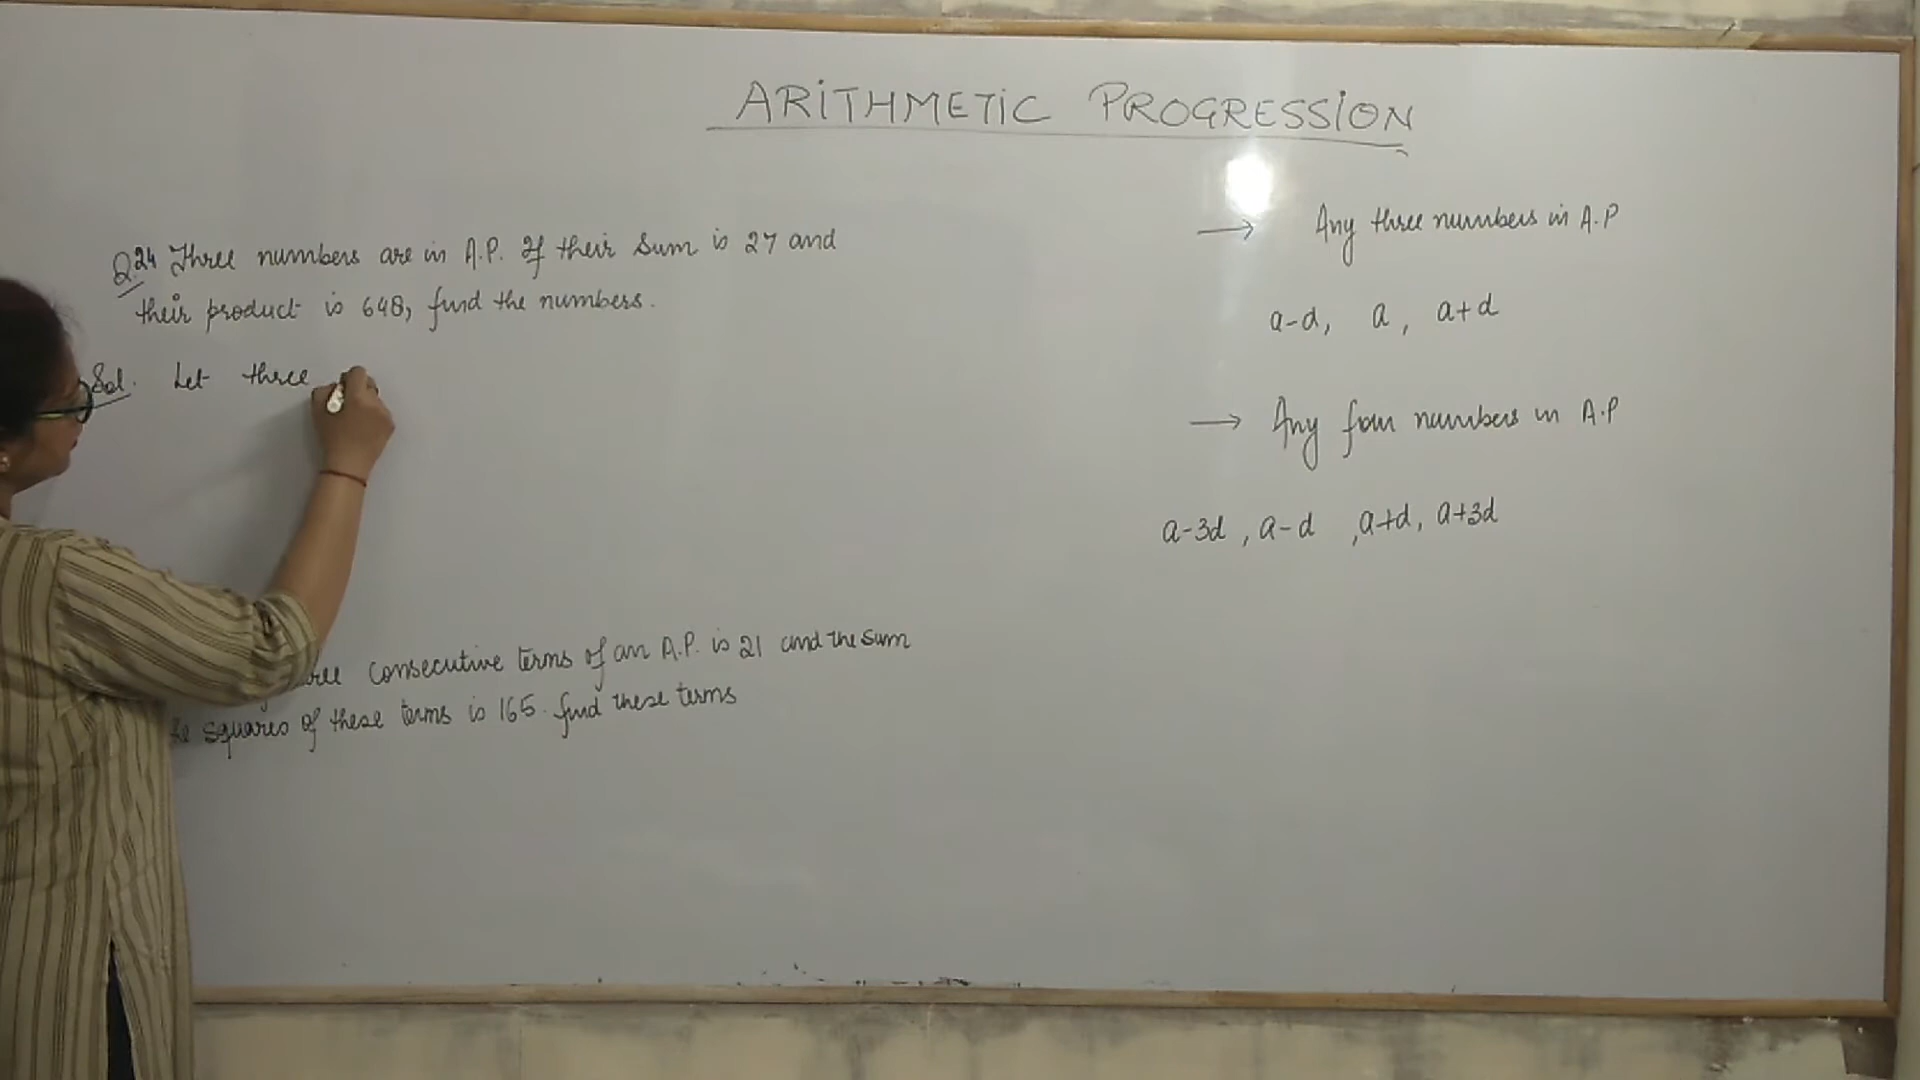 ARITHMETIC PROGRESSION
Q.24 Three numbers are in A.P. If their sum is 27 and
their product is 648, find the numbers.
Sol. Let three
consecutive terms of an A.P. is 21 and the sum
squares of these terms is 165. find these terms
→ Any three numbers in A.P
a-d, a, a+d
→ Any four numbers in A.P
a-3d, a-d, a+d, a+3d